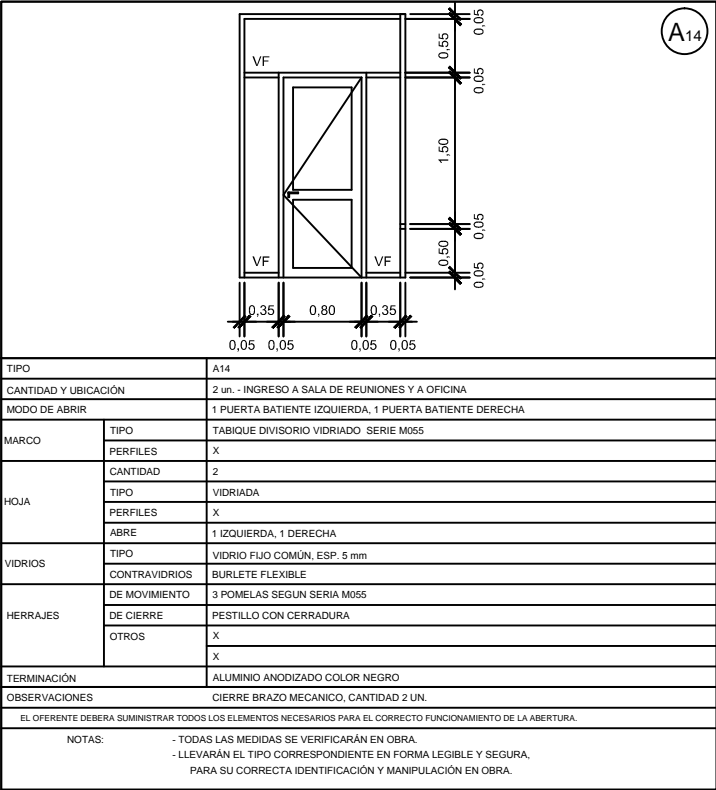 A14
0,05
0,55
VF
0,05
1,50
0,05
0,50
VF
VF
0,05
0,35
0,80
0,35
0,05
0,05
0,05
0,05
TIPO
A14
CANTIDAD Y UBICACIÓN
2 un. - INGRESO A SALA DE REUNIONES Y A OFICINA
MODO DE ABRIR
1 PUERTA BATIENTE IZQUIERDA, 1 PUERTA BATIENTE DERECHA
MARCO
TIPO
TABIQUE DIVISORIO VIDRIADO SERIE M055
PERFILES
X
HOJA
CANTIDAD
2
TIPO
VIDRIADA
PERFILES
X
ABRE
1 IZQUIERDA, 1 DERECHA
VIDRIOS
TIPO
VIDRIO FIJO COMÚN, ESP. 5 mm
CONTRAVIDRIOS
BURLETE FLEXIBLE
HERRAJES
DE MOVIMIENTO
3 POMELAS SEGUN SERIA M055
DE CIERRE
PESTILLO CON CERRADURA
OTROS
X
X
TERMINACIÓN
ALUMINIO ANODIZADO COLOR NEGRO
OBSERVACIONES
CIERRE BRAZO MECANICO, CANTIDAD 2 UN.
EL OFERENTE DEBERA SUMINISTRAR TODOS LOS ELEMENTOS NECESARIOS PARA EL CORRECTO FUNCIONAMIENTO DE LA ABERTURA.
NOTAS:
- TODAS LAS MEDIDAS SE VERIFICARÁN EN OBRA.
- LLEVARÁN EL TIPO CORRESPONDIENTE EN FORMA LEGIBLE Y SEGURA,
PARA SU CORRECTA IDENTIFICACIÓN Y MANIPULACIÓN EN OBRA.